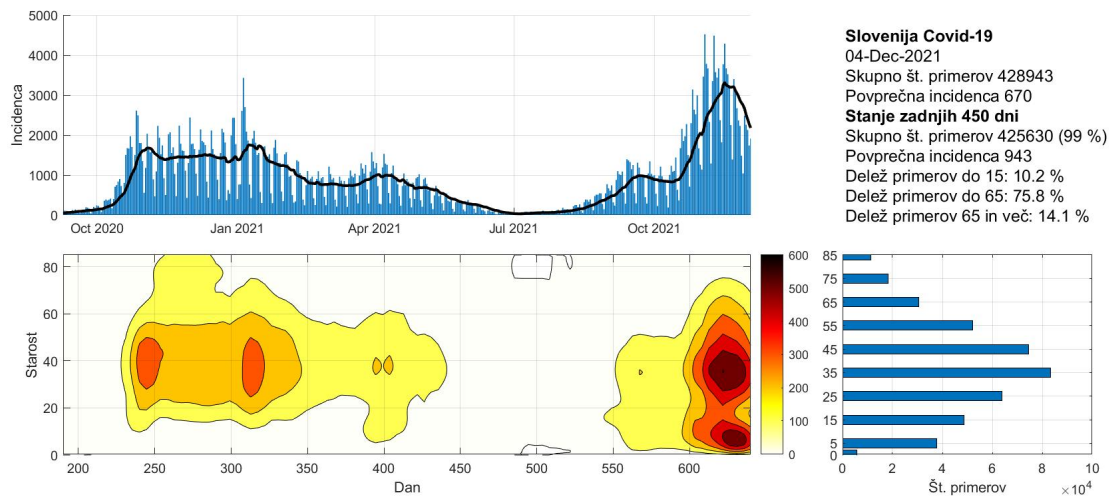 5000
4000
3000
2000
1000
0
Incidenca
Oct 2020
Jan 2021
Apr 2021
Jul 2021
Oct 2021
Slovenija Covid-19
04-Dec-2021
Skupno št. primerov 428943
Povprečna incidenca 670
Stanje zadnjih 450 dni
Skupno št. primerov 425630 (99 %)
Povprečna incidenca 943
Delež primerov do 15: 10.2 %
Delež primerov do 65: 75.8 %
Delež primerov 65 in več: 14.1 %
80
60
40
20
0
Starost
200
250
300
350
400
450
500
550
600
Dan
600
500
400
300
200
100
0
85
75
65
55
45
35
25
15
5
0
0
2
4
6
8
10
Št. primerov
×10⁴